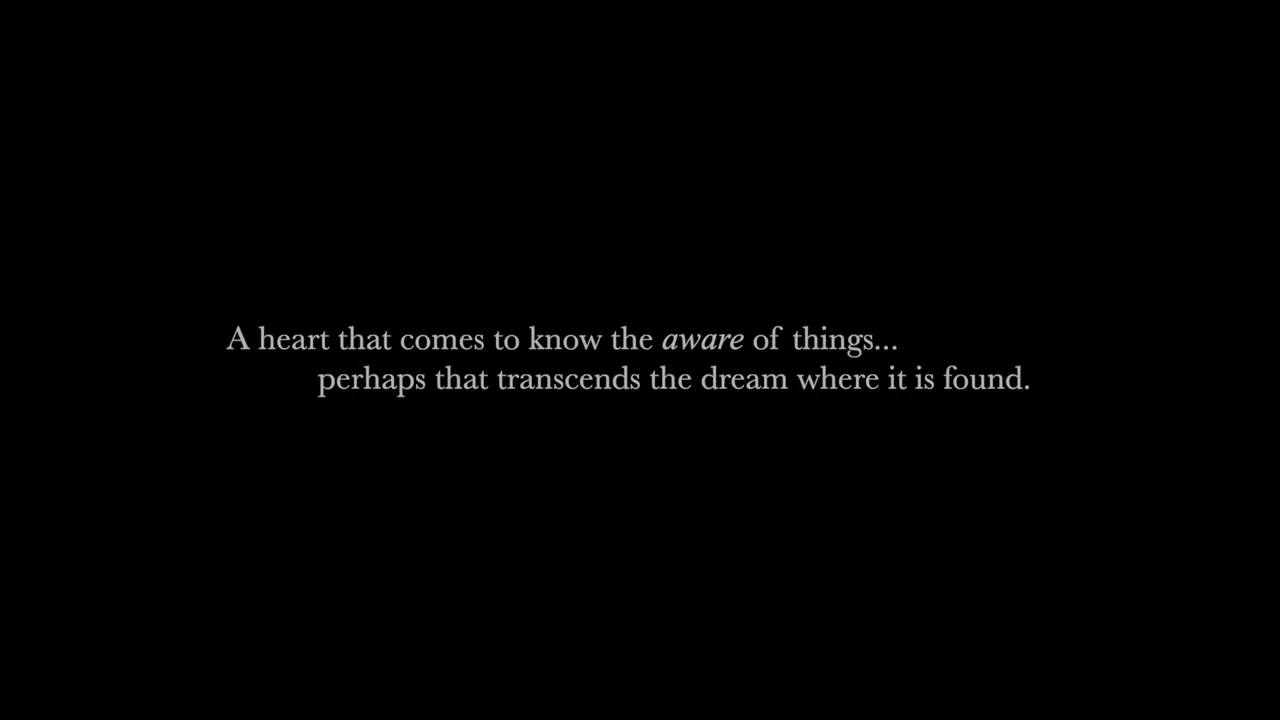 A heart that comes to know the aware of things...
perhaps that transcends the dream where it is found.